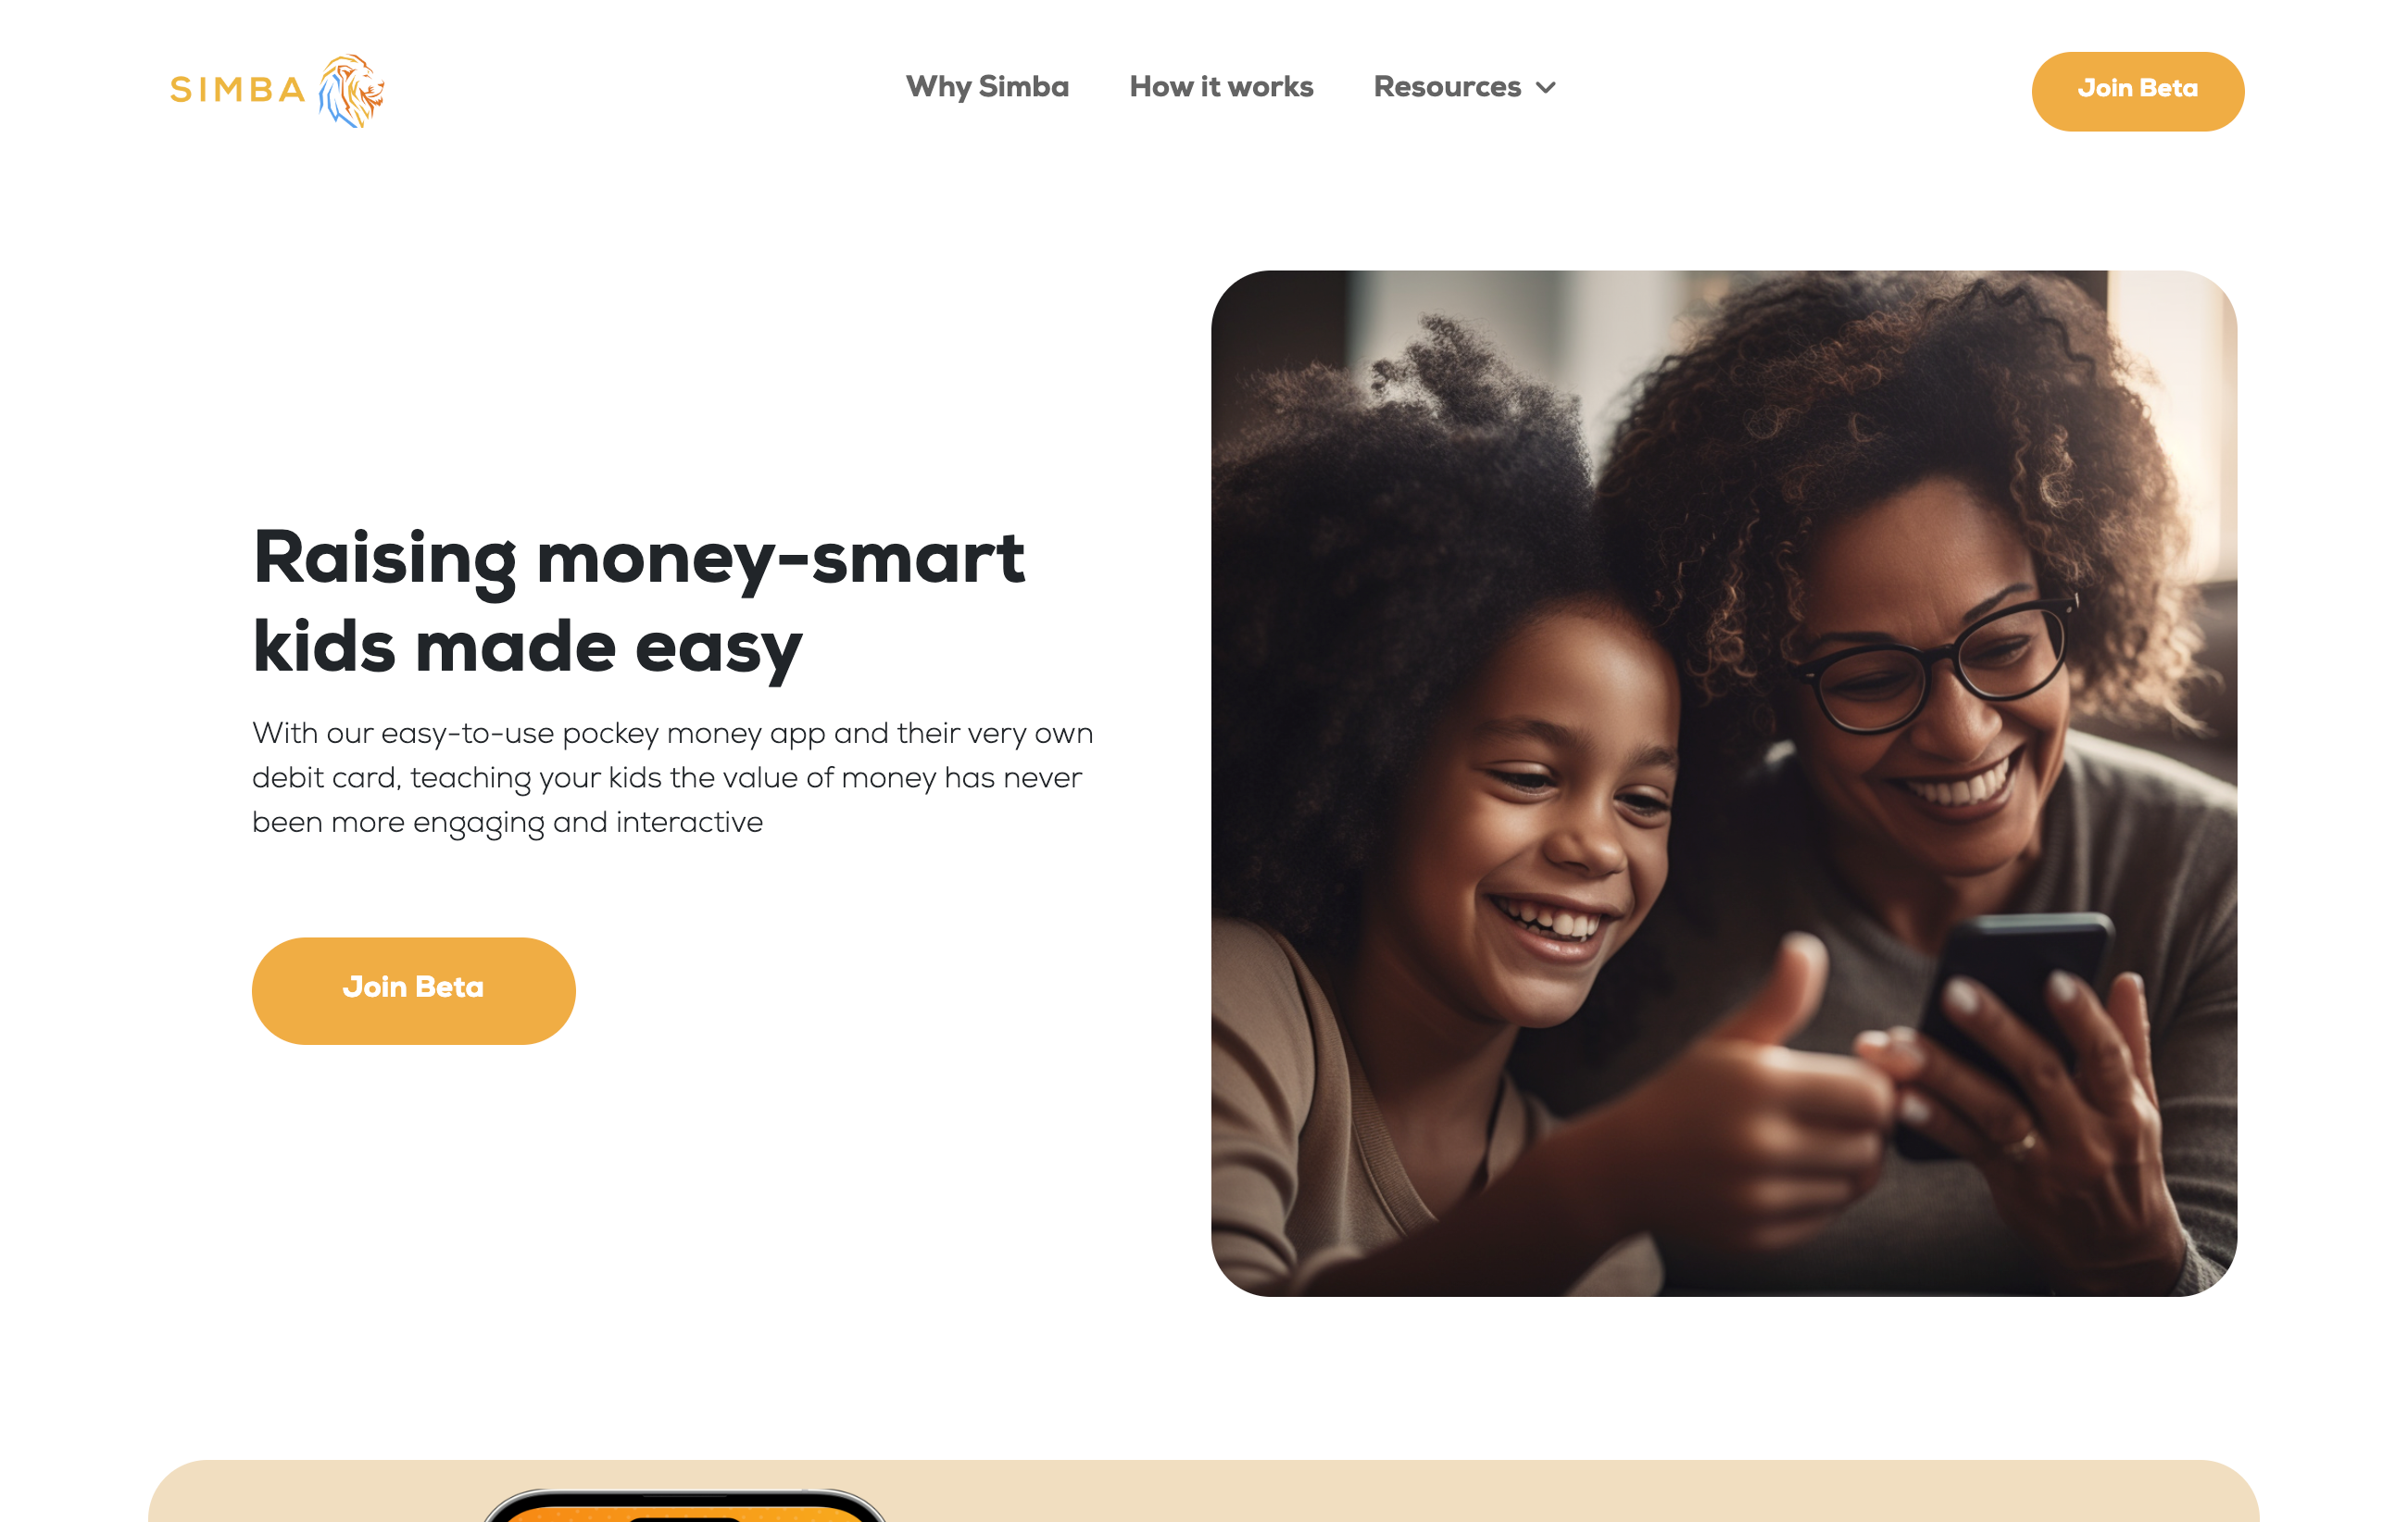 SIMBA
Why Simba
How it works
Resources
Join Beta
Raising money-smart
kids made easy
With our easy-to-use pockey money app and their very own
debit card, teaching your kids the value of money has never
been more engaging and interactive
Join Beta